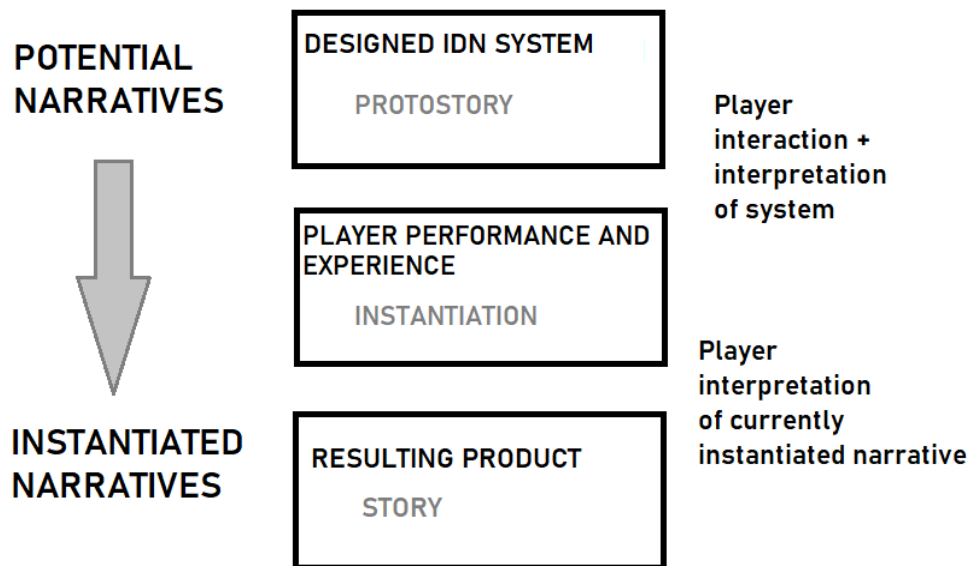 POTENTIAL
NARRATIVES
DESIGNED IDN SYSTEM
PROTOSTORY
Player
interaction +
interpretation
of system
PLAYER PERFORMANCE AND
EXPERIENCE
INSTANTIATION
Player
interpretation
of currently
instantiated narrative
INSTANTIATED
NARRATIVES
RESULTING PRODUCT
STORY